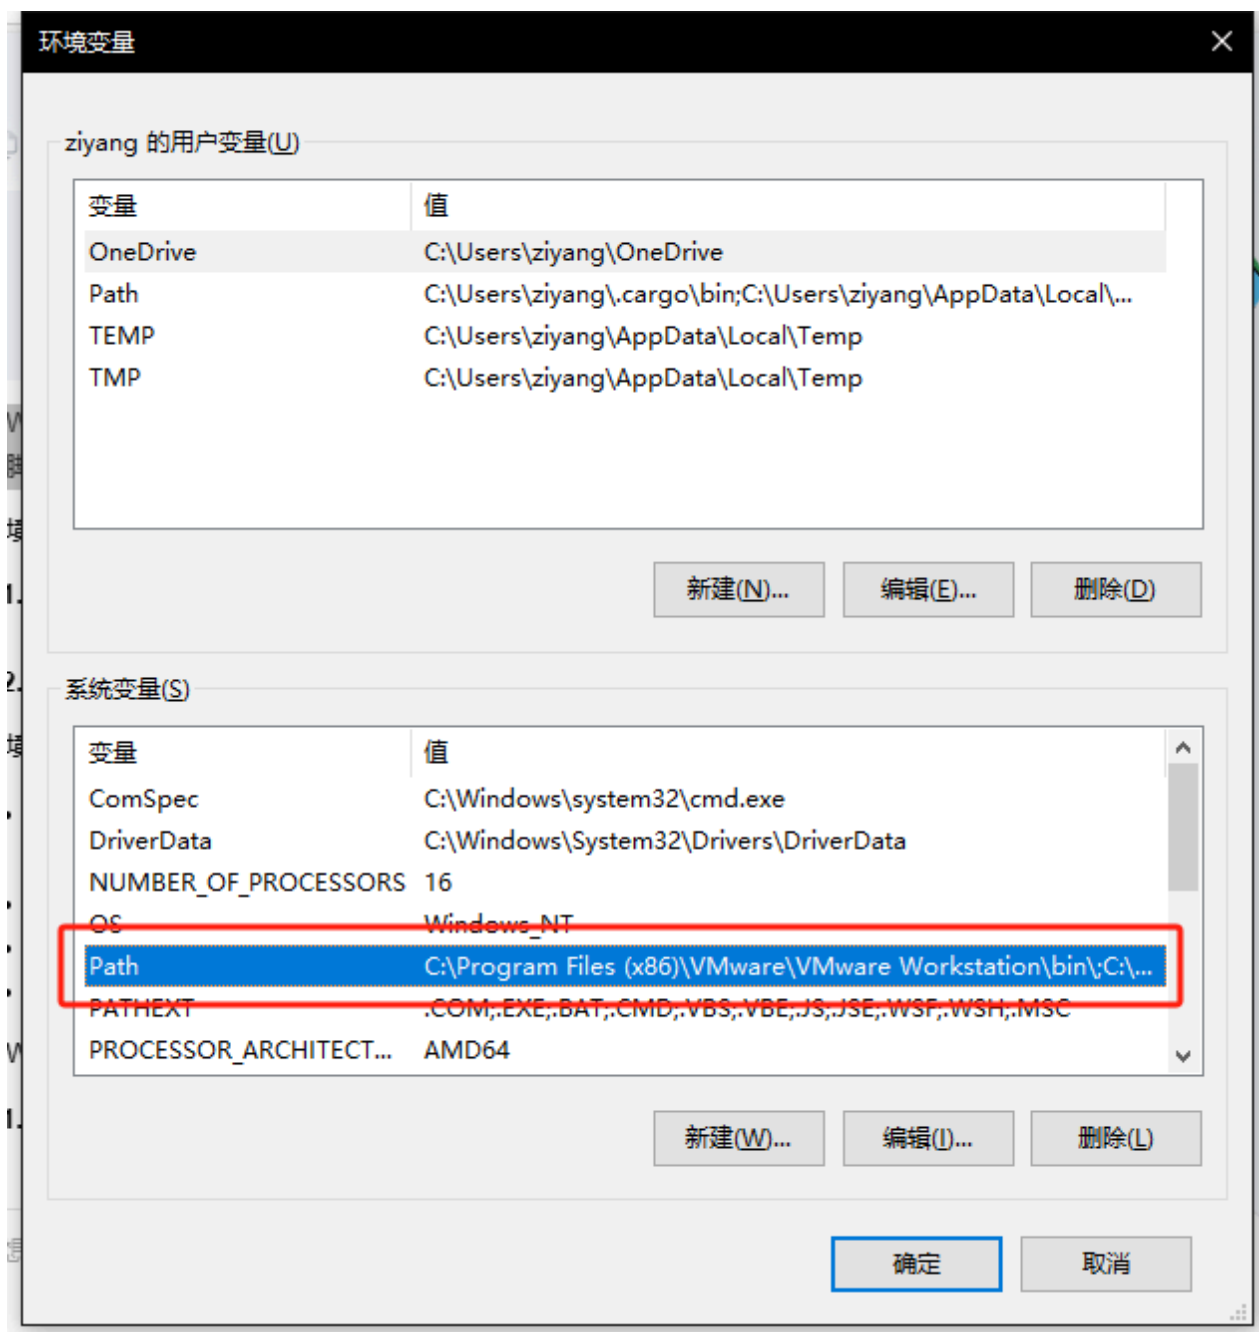 环境变量
ziyang 的用户变量(U)
变量 值
OneDrive C:\Users\ziyang\OneDrive
Path C:\Users\ziyang\.cargo\bin;C:\Users\ziyang\AppData\Local\...
TEMP C:\Users\ziyang\AppData\Local\Temp
TMP C:\Users\ziyang\AppData\Local\Temp
新建(N)... 编辑(E)... 删除(D)
系统变量(S)
变量 值
ComSpec C:\Windows\system32\cmd.exe
DriverData C:\Windows\System32\Drivers\DriverData
NUMBER_OF_PROCESSORS 16
OS Windows_NT
Path C:\Program Files (x86)\VMware\VMware Workstation\bin\;C:\...
PATHEXT .COM;.EXE;.BAT;.CMD;.VBS;.VBE;.JS;.JSE;.WSF;.WSH;.MSC
PROCESSOR_ARCHITECT... AMD64
新建(W)... 编辑(I)... 删除(L)
确定 取消